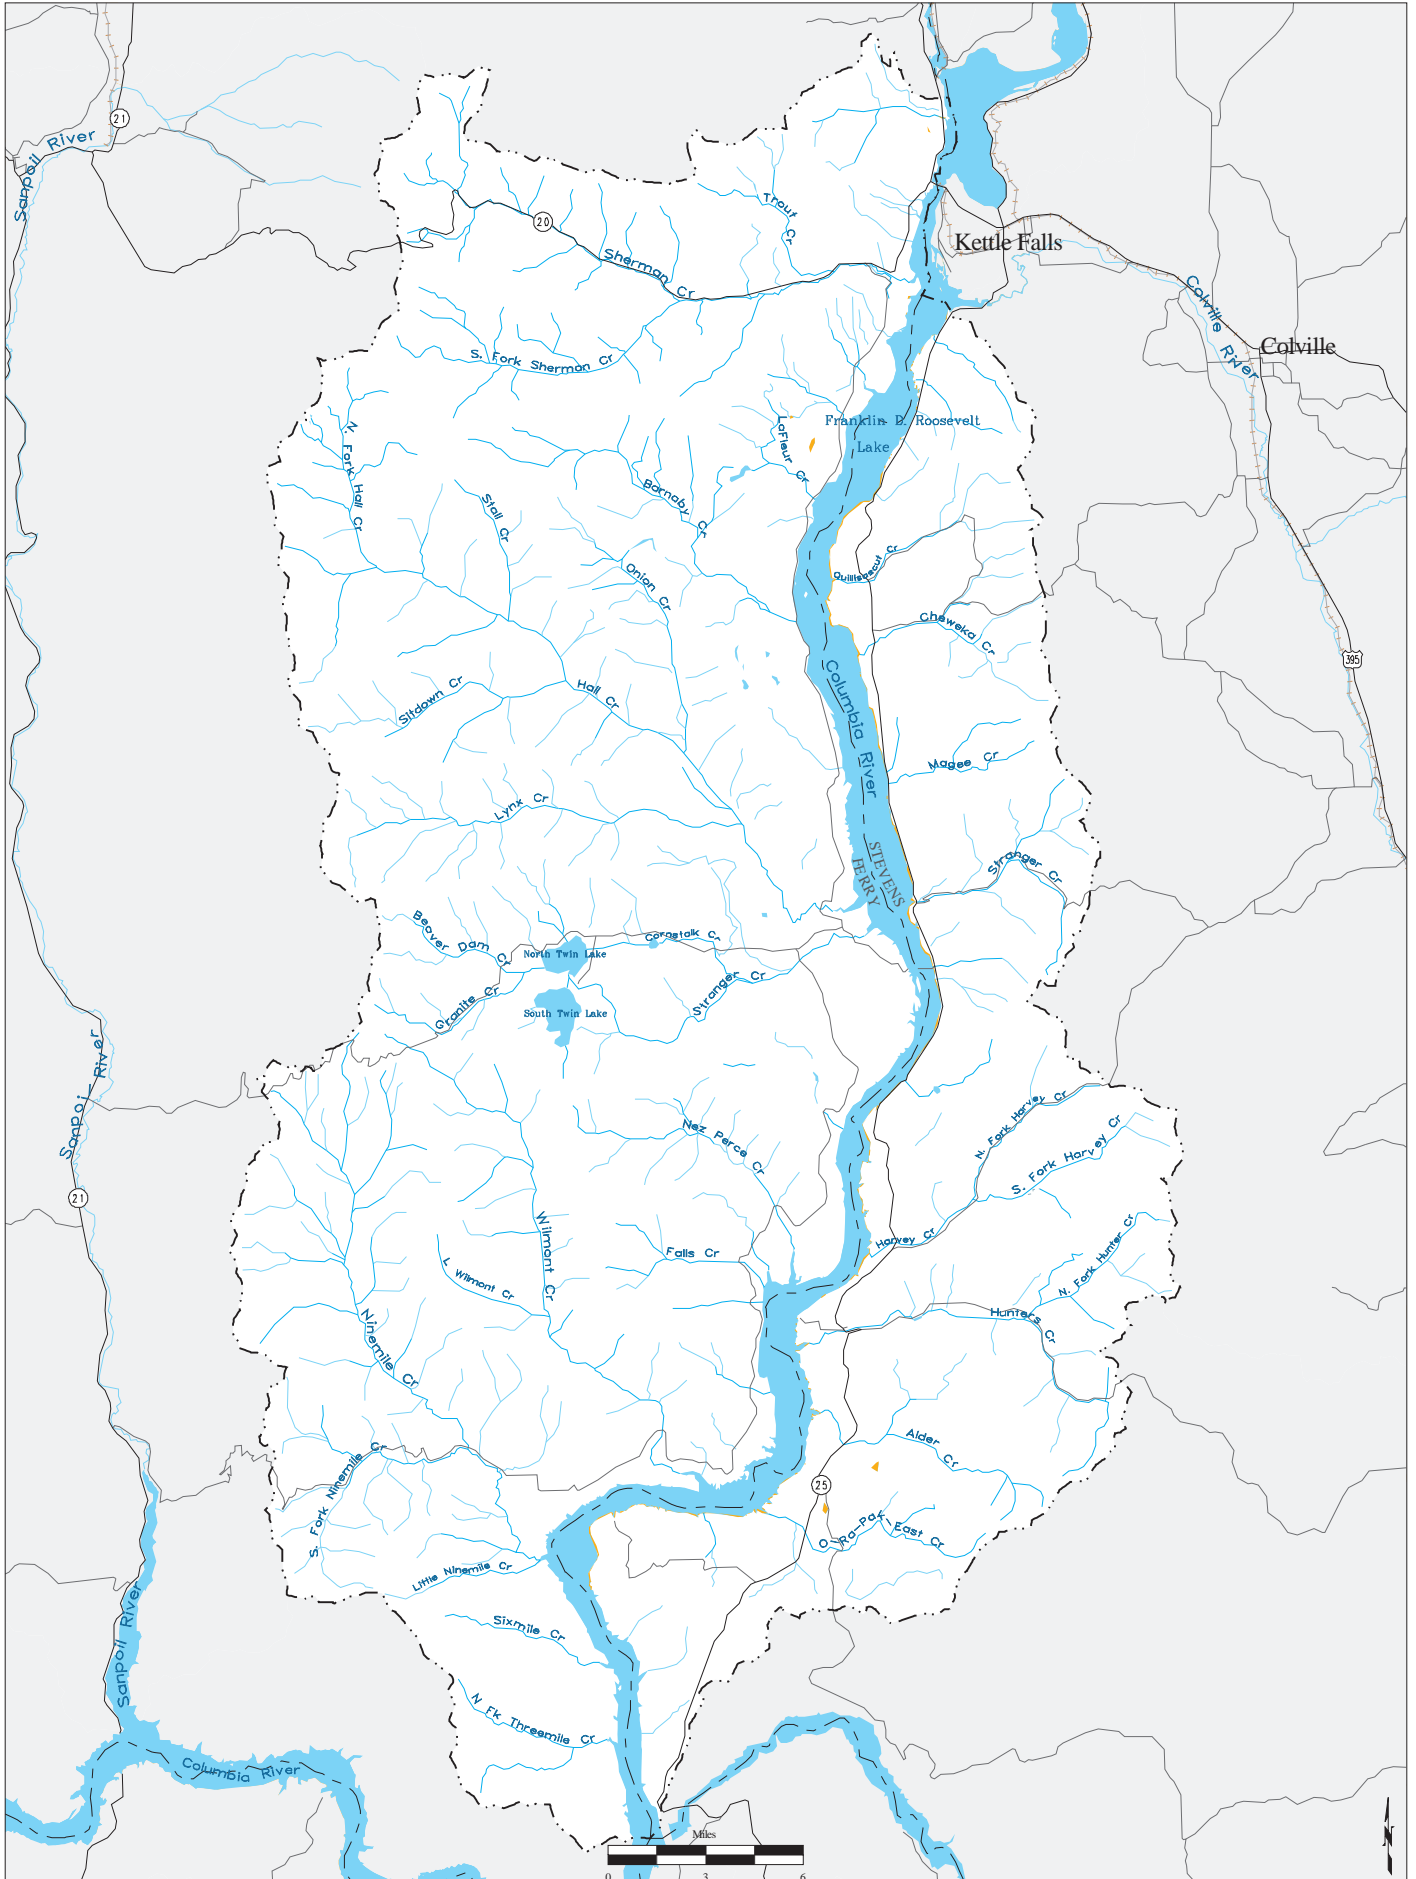 21
Sanpoil River
20
Trout Cr
Sherman Cr
Kettle Falls
Colville River
Colville
S. Fork Sherman Cr
N. Fork Hall Cr
LaFleur Cr
Franklin D. Roosevelt
Lake
Stall Cr
Barnaby Cr
Onion Cr
Quillisascut Cr
Cheweka Cr
395
Sitdown Cr
Hall Cr
Columbia River
Magee Cr
Lynx Cr
STEVENS
FERRY
Stranger Cr
Beaver Dam Cr
Cornstalk Cr
North Twin Lake
Granite Cr
Stranger Cr
South Twin Lake
Sanpoil River
N. Fork Harvey Cr
S. Fork Harvey Cr
Nez Perce Cr
21
Wilmont Cr
Harvey Cr
N. Fork Hunter Cr
Falls Cr
L Wilmont Cr
Hunters Cr
Ninemile Cr
Alder Cr
S. Fork Ninemile Cr
25
O-Ra-Pak-East Cr
Little Ninemile Cr
Sanpoil River
Sixmile Cr
N Fk Threemile Cr
Columbia River
Miles
0 3 6
N